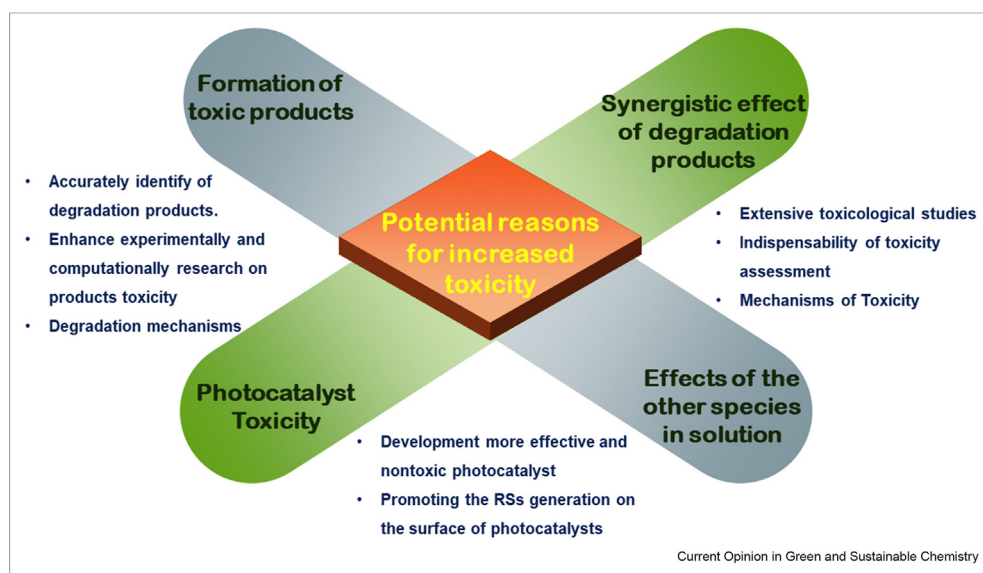 Formation of
toxic products
Synergistic effect
of degradation
products
• Accurately identify of
degradation products.
• Enhance experimentally and
computationally research on
products toxicity
• Degradation mechanisms
Potential reasons
for increased
toxicity
• Extensive toxicological studies
• Indispensability of toxicity
assessment
• Mechanisms of Toxicity
Photocatalyst
Toxicity
Effects of the
other species
in solution
• Development more effective and
nontoxic photocatalyst
• Promoting the RSs generation on
the surface of photocatalysts
Current Opinion in Green and Sustainable Chemistry